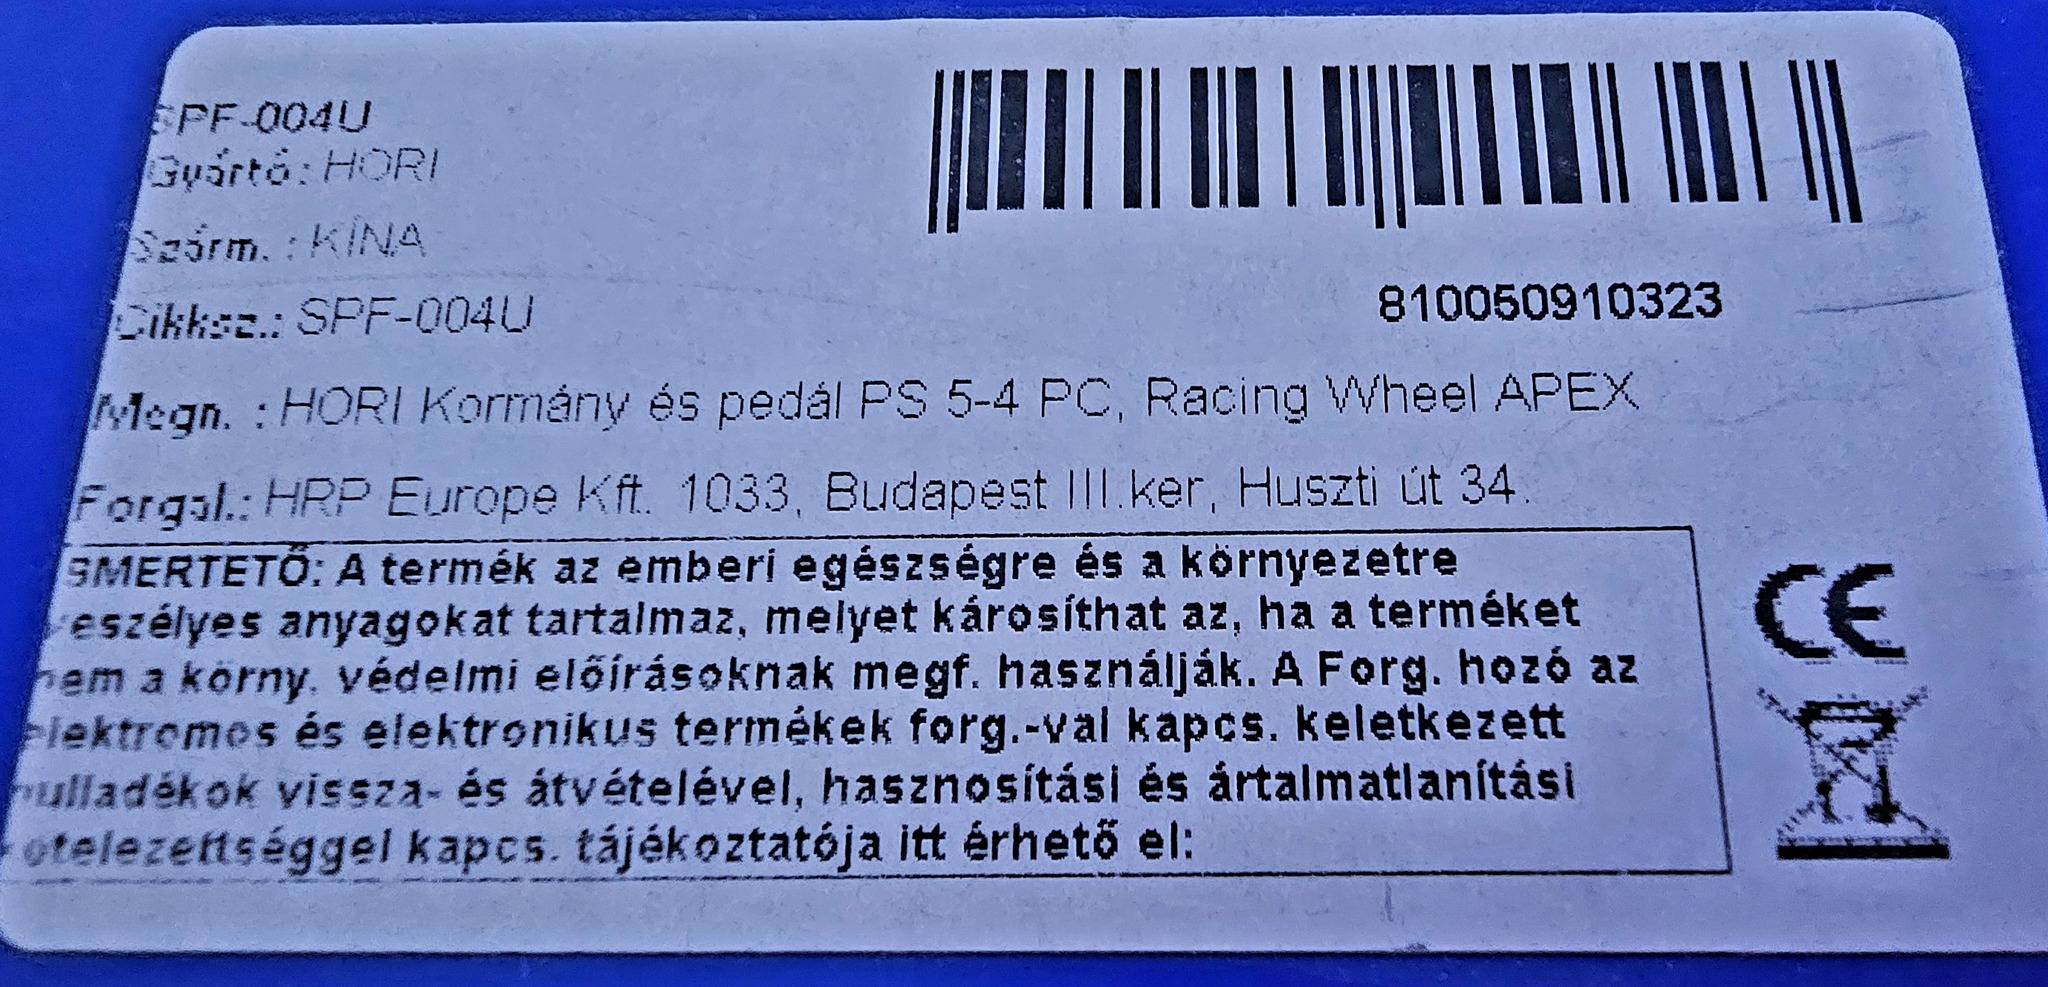 SPF-004U
Gyártó: HORI
Szárm. : KÍNA
Cikksz.: SPF-004U
810050910323
Megn. : HORI Kormány és pedál PS 5-4 PC, Racing Wheel APEX
Forgal.: HRP Europe Kft. 1033, Budapest III.ker, Huszti út 34.
SMERTETŐ: A termék az emberi egészségre és a környezetre
veszélyes anyagokat tartalmaz, melyet károsíthat az, ha a terméket
nem a körny. védelmi előírásoknak megf. használják. A Forg. hozó az
elektromos és elektronikus termékek forg.-val kapcs. keletkezett
hulladékok vissza- és átvételével, hasznosítási és ártalmatlanítási
kötelezettséggel kapcs. tájékoztatója itt érhető el:
CE